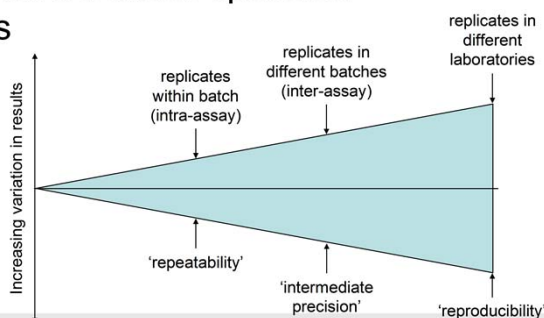 s
Increasing variation in results
replicates
within batch
(intra-assay)
replicates in
different batches
(inter-assay)
replicates in
different
laboratories
'repeatability'
'intermediate
precision'
'reproducibility'